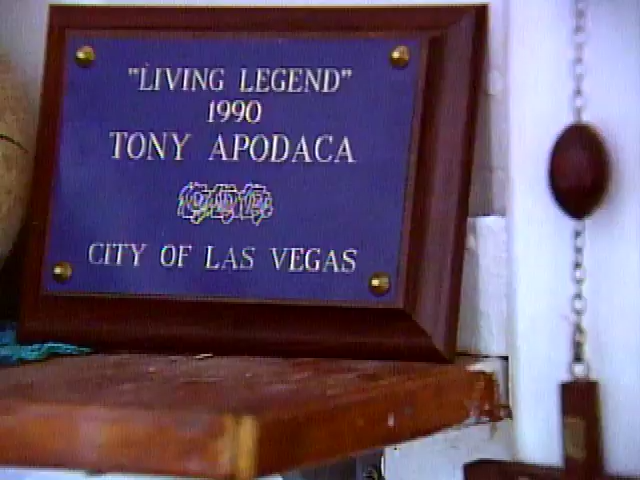 "LIVING LEGEND"
1990
TONY APODACA
CITY OF LAS VEGAS